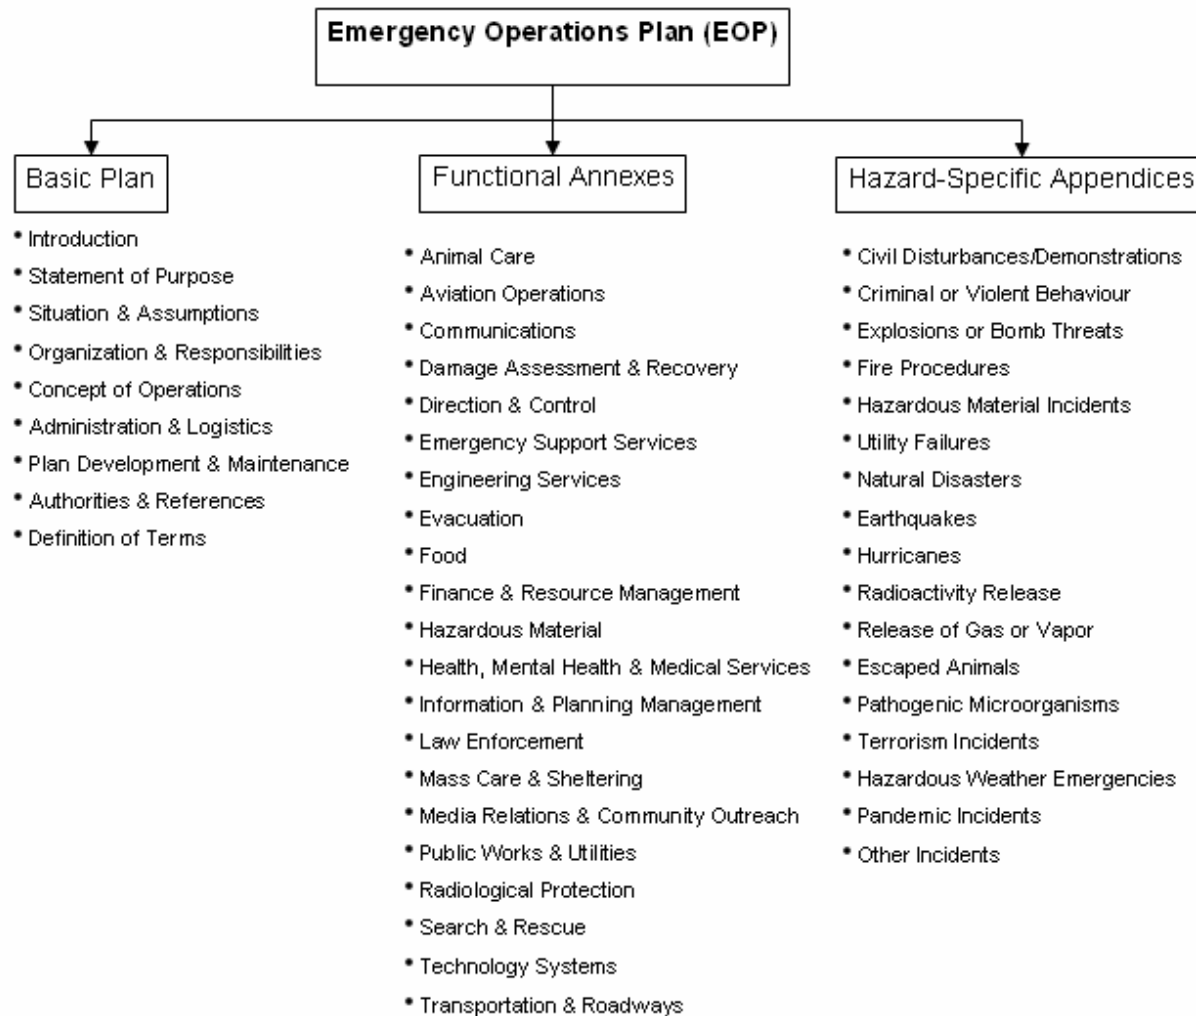 Emergency Operations Plan (EOP)
Basic Plan
• Introduction
• Statement of Purpose
• Situation & Assumptions
• Organization & Responsibilities
• Concept of Operations
• Administration & Logistics
• Plan Development & Maintenance
• Authorities & References
• Definition of Terms
Functional Annexes
• Animal Care
• Aviation Operations
• Communications
• Damage Assessment & Recovery
• Direction & Control
• Emergency Support Services
• Engineering Services
• Evacuation
• Food
• Finance & Resource Management
• Hazardous Material
• Health, Mental Health & Medical Services
• Information & Planning Management
• Law Enforcement
• Mass Care & Sheltering
• Media Relations & Community Outreach
• Public Works & Utilities
• Radiological Protection
• Search & Rescue
• Technology Systems
• Transportation & Roadways
Hazard-Specific Appendices
• Civil Disturbances/Demonstrations
• Criminal or Violent Behaviour
• Explosions or Bomb Threats
• Fire Procedures
• Hazardous Material Incidents
• Utility Failures
• Natural Disasters
• Earthquakes
• Hurricanes
• Radioactivity Release
• Release of Gas or Vapor
• Escaped Animals
• Pathogenic Microorganisms
• Terrorism Incidents
• Hazardous Weather Emergencies
• Pandemic Incidents
• Other Incidents